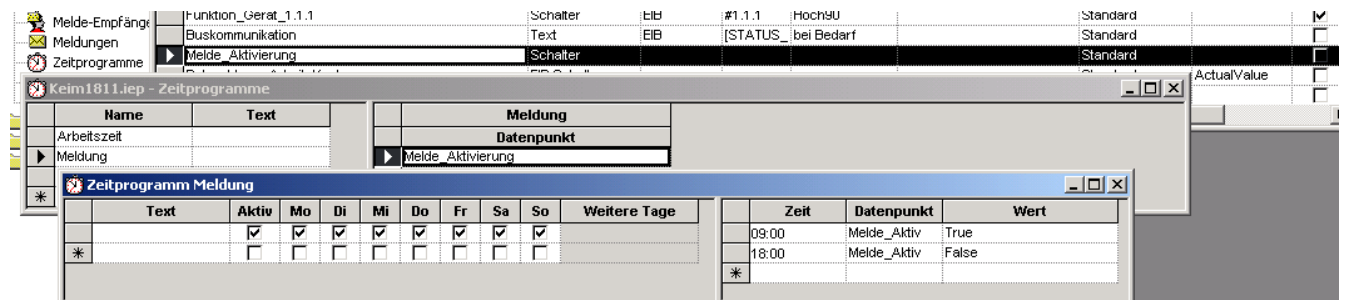 Funktion_Gerät_1.1.1 Schalter EIB #1.1.1 Hoch90 Standard
Melde-Empfänge
Buskommunikation Text EIB [STATUS_ bei Bedarf Standard
Meldungen
Melde_Aktivierung Schalter Standard
Zeitprogramme
ActualValue
Keim1811.iep - Zeitprogramme
Name Text Meldung
Arbeitszeit Datenpunkt
Meldung Melde_Aktivierung
Zeitprogramm Meldung
Text Aktiv Mo Di Mi Do Fr Sa So Weitere Tage Zeit Datenpunkt Wert
09:00 Melde_Aktiv True
18:00 Melde_Aktiv False